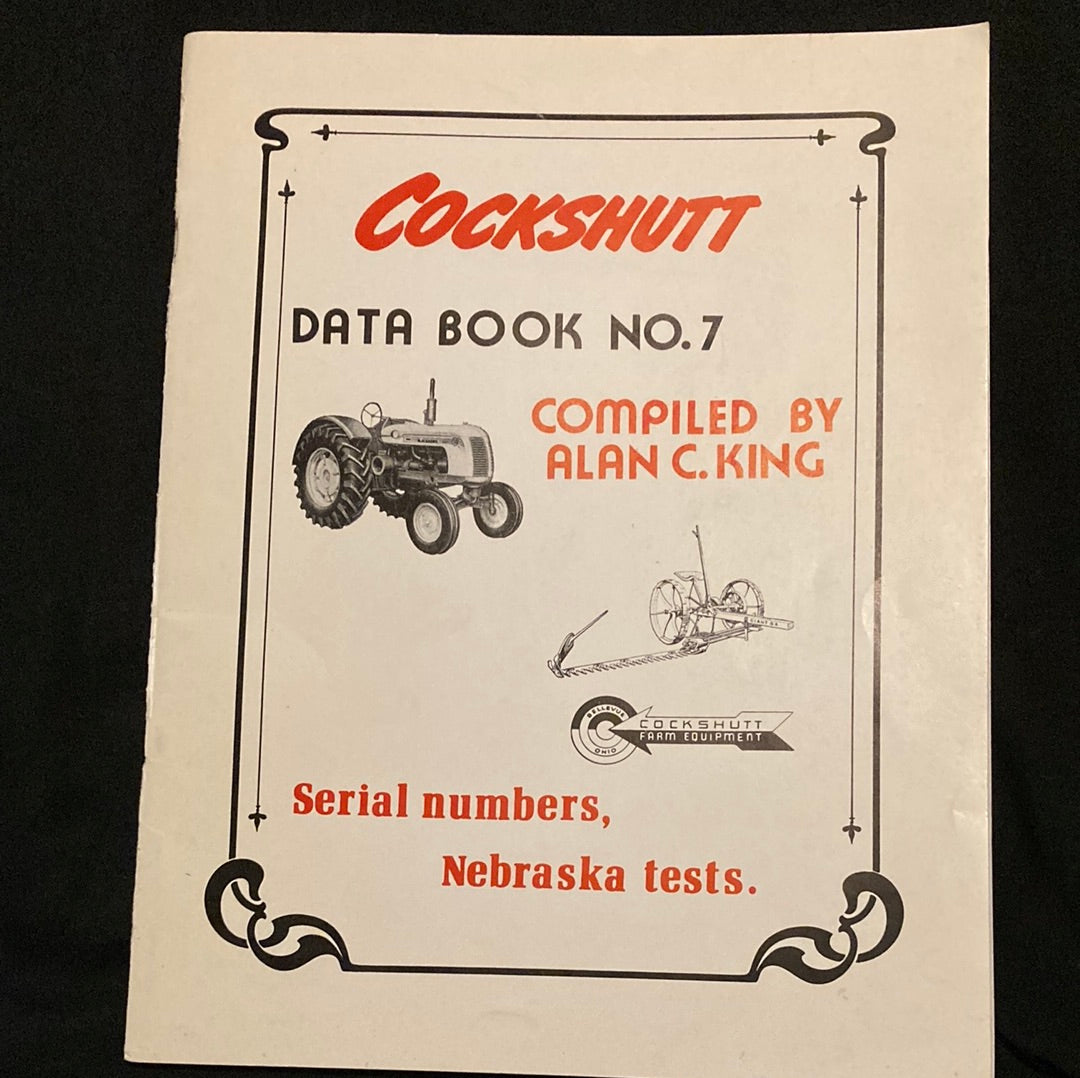 COCKSHUTT
DATA BOOK NO. 7
COMPILED BY
ALAN C. KING
BELLEVUE
OHIO
COCKSHUTT
FARM EQUIPMENT
Serial numbers,
Nebraska tests.